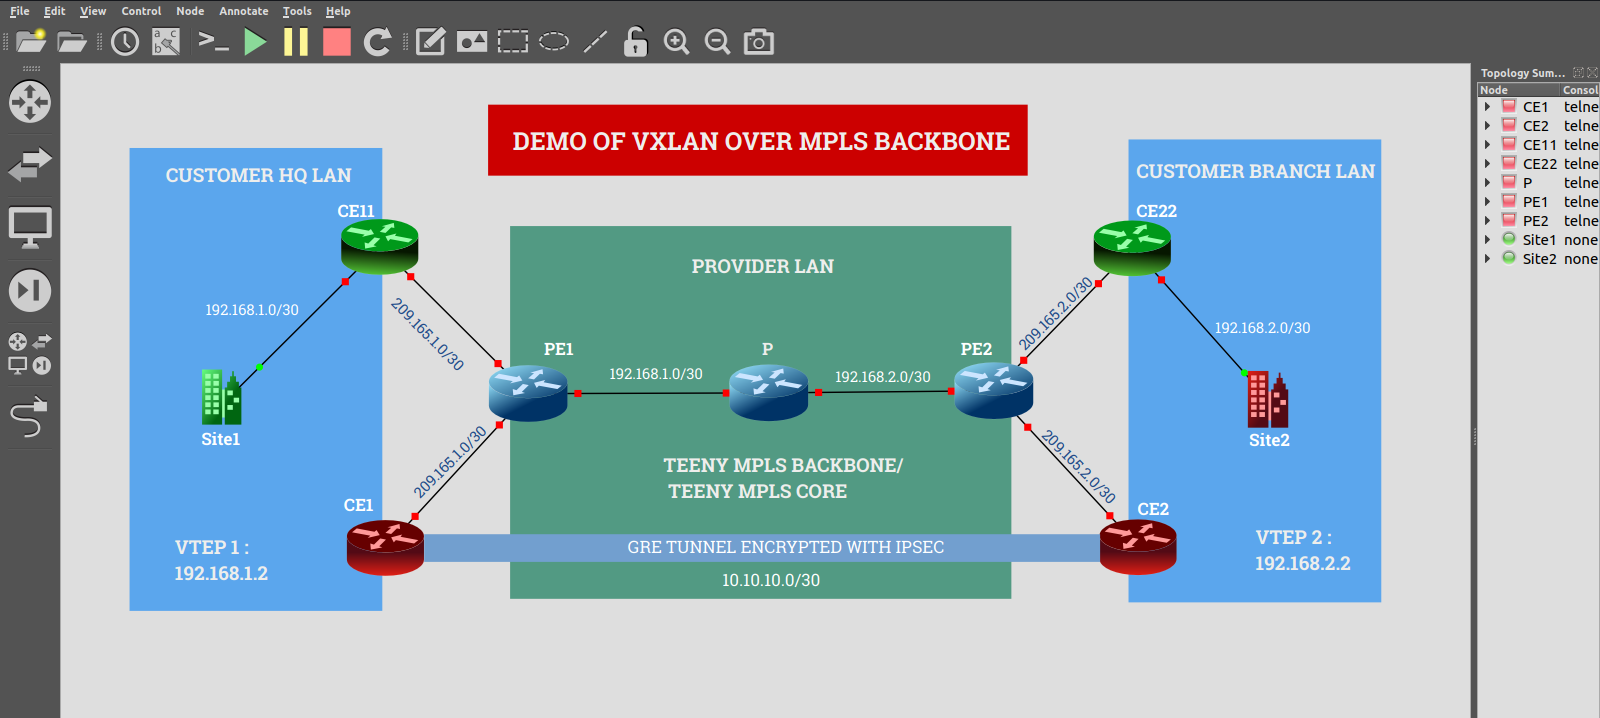 File Edit View Control Node Annotate Tools Help
Topology Sum...
Node Consol
CE1 telne
CE2 telne
CE11 telne
CE22 telne
P telne
PE1 telne
PE2 telne
Site1 none
Site2 none
DEMO OF VXLAN OVER MPLS BACKBONE
CUSTOMER HQ LAN
CUSTOMER BRANCH LAN
CE11
CE22
PROVIDER LAN
192.168.1.0/30
209.165.1.0/30
209.165.2.0/30
192.168.2.0/30
PE1
P
PE2
192.168.1.0/30
192.168.2.0/30
Site1
Site2
209.165.1.0/30
209.165.2.0/30
TEENY MPLS BACKBONE/
TEENY MPLS CORE
CE1
CE2
VTEP 1 :
192.168.1.2
GRE TUNNEL ENCRYPTED WITH IPSEC
10.10.10.0/30
VTEP 2 :
192.168.2.2